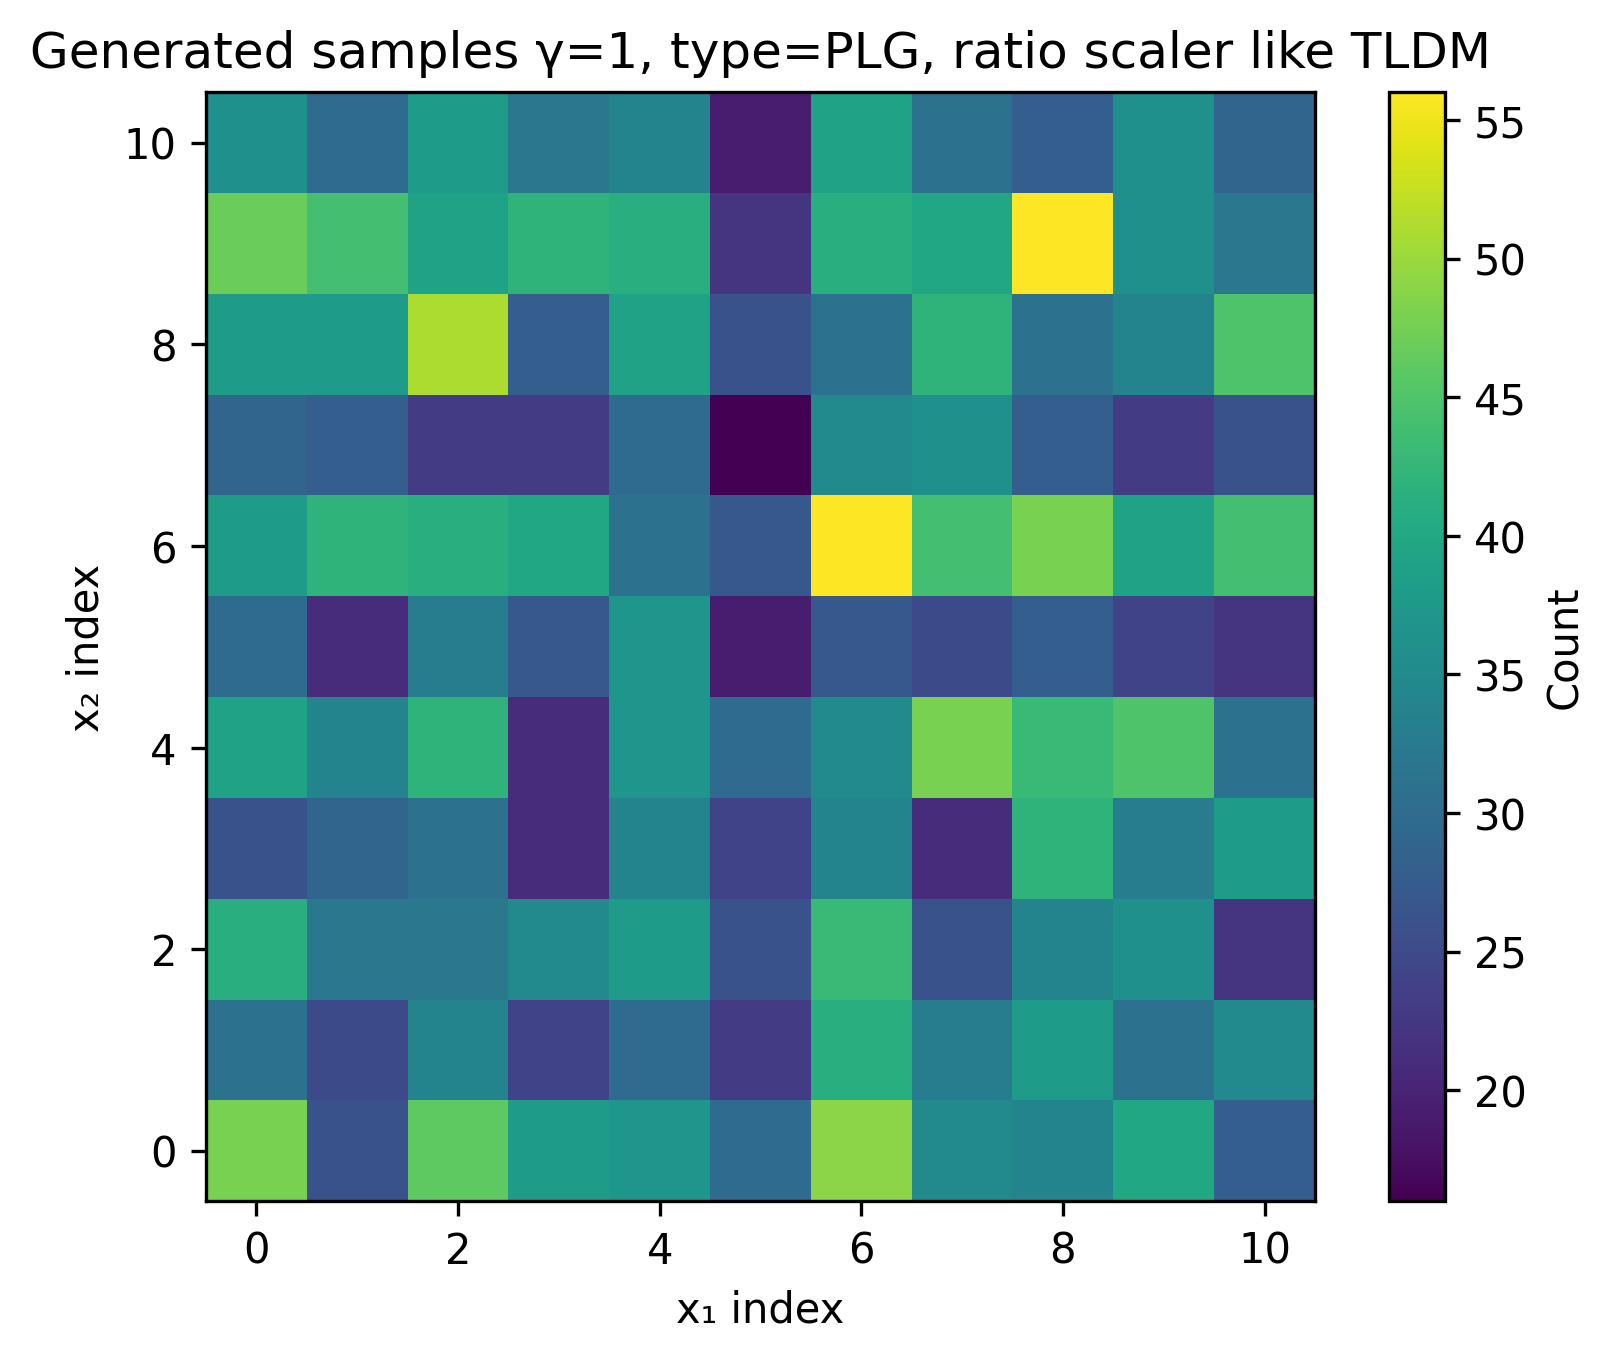 Generated samples γ=1, type=PLG, ratio scaler like TLDM
10
8
6
4
2
0
x₂ index
0 2 4 6 8 10
x₁ index
55
50
45
40
35
30
25
20
Count